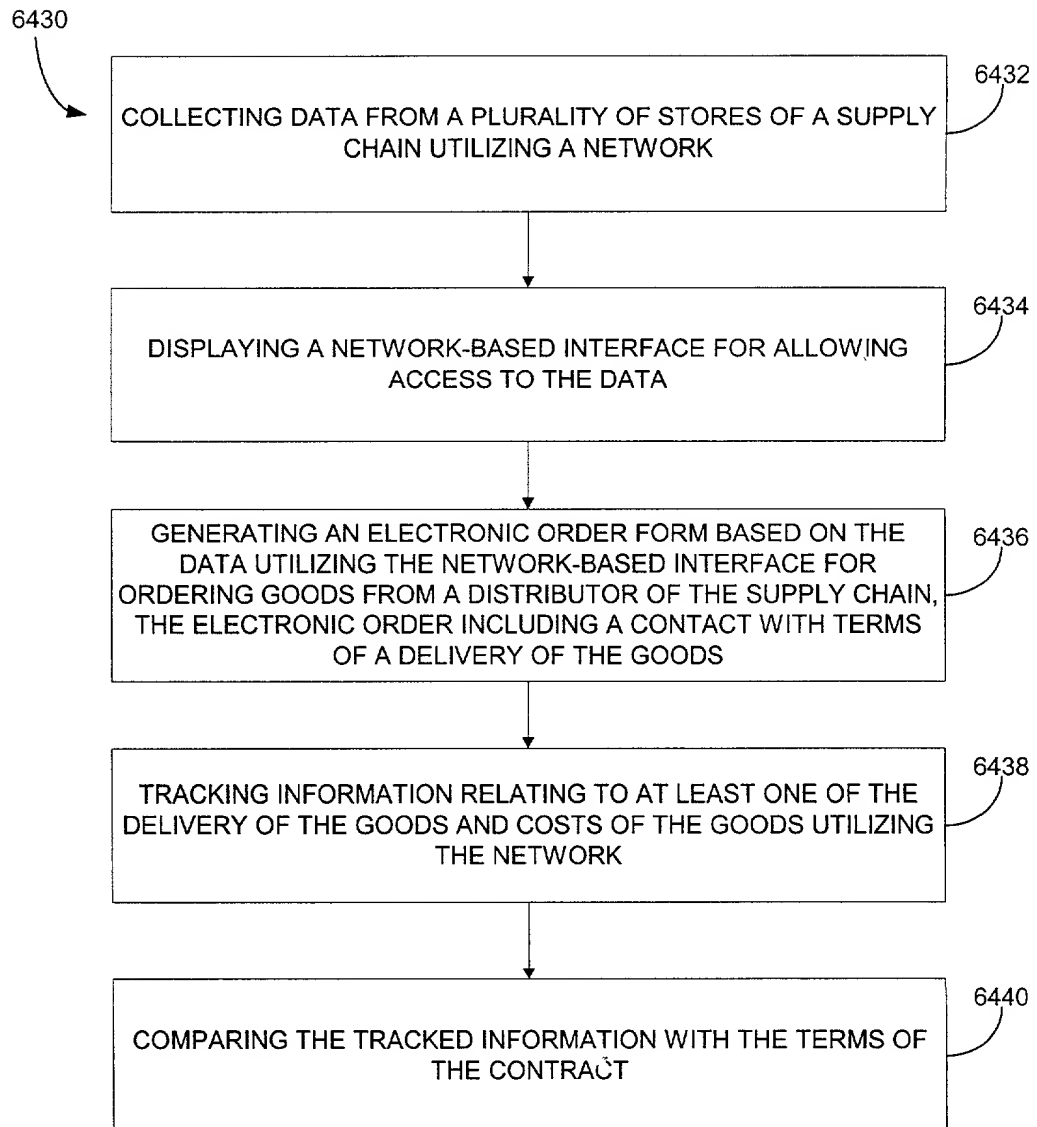 6430
COLLECTING DATA FROM A PLURALITY OF STORES OF A SUPPLY
CHAIN UTILIZING A NETWORK
6432
DISPLAYING A NETWORK-BASED INTERFACE FOR ALLOWING
ACCESS TO THE DATA
6434
GENERATING AN ELECTRONIC ORDER FORM BASED ON THE
DATA UTILIZING THE NETWORK-BASED INTERFACE FOR
ORDERING GOODS FROM A DISTRIBUTOR OF THE SUPPLY CHAIN,
THE ELECTRONIC ORDER INCLUDING A CONTACT WITH TERMS
OF A DELIVERY OF THE GOODS
6436
TRACKING INFORMATION RELATING TO AT LEAST ONE OF THE
DELIVERY OF THE GOODS AND COSTS OF THE GOODS UTILIZING
THE NETWORK
6438
COMPARING THE TRACKED INFORMATION WITH THE TERMS OF
THE CONTRACT
6440